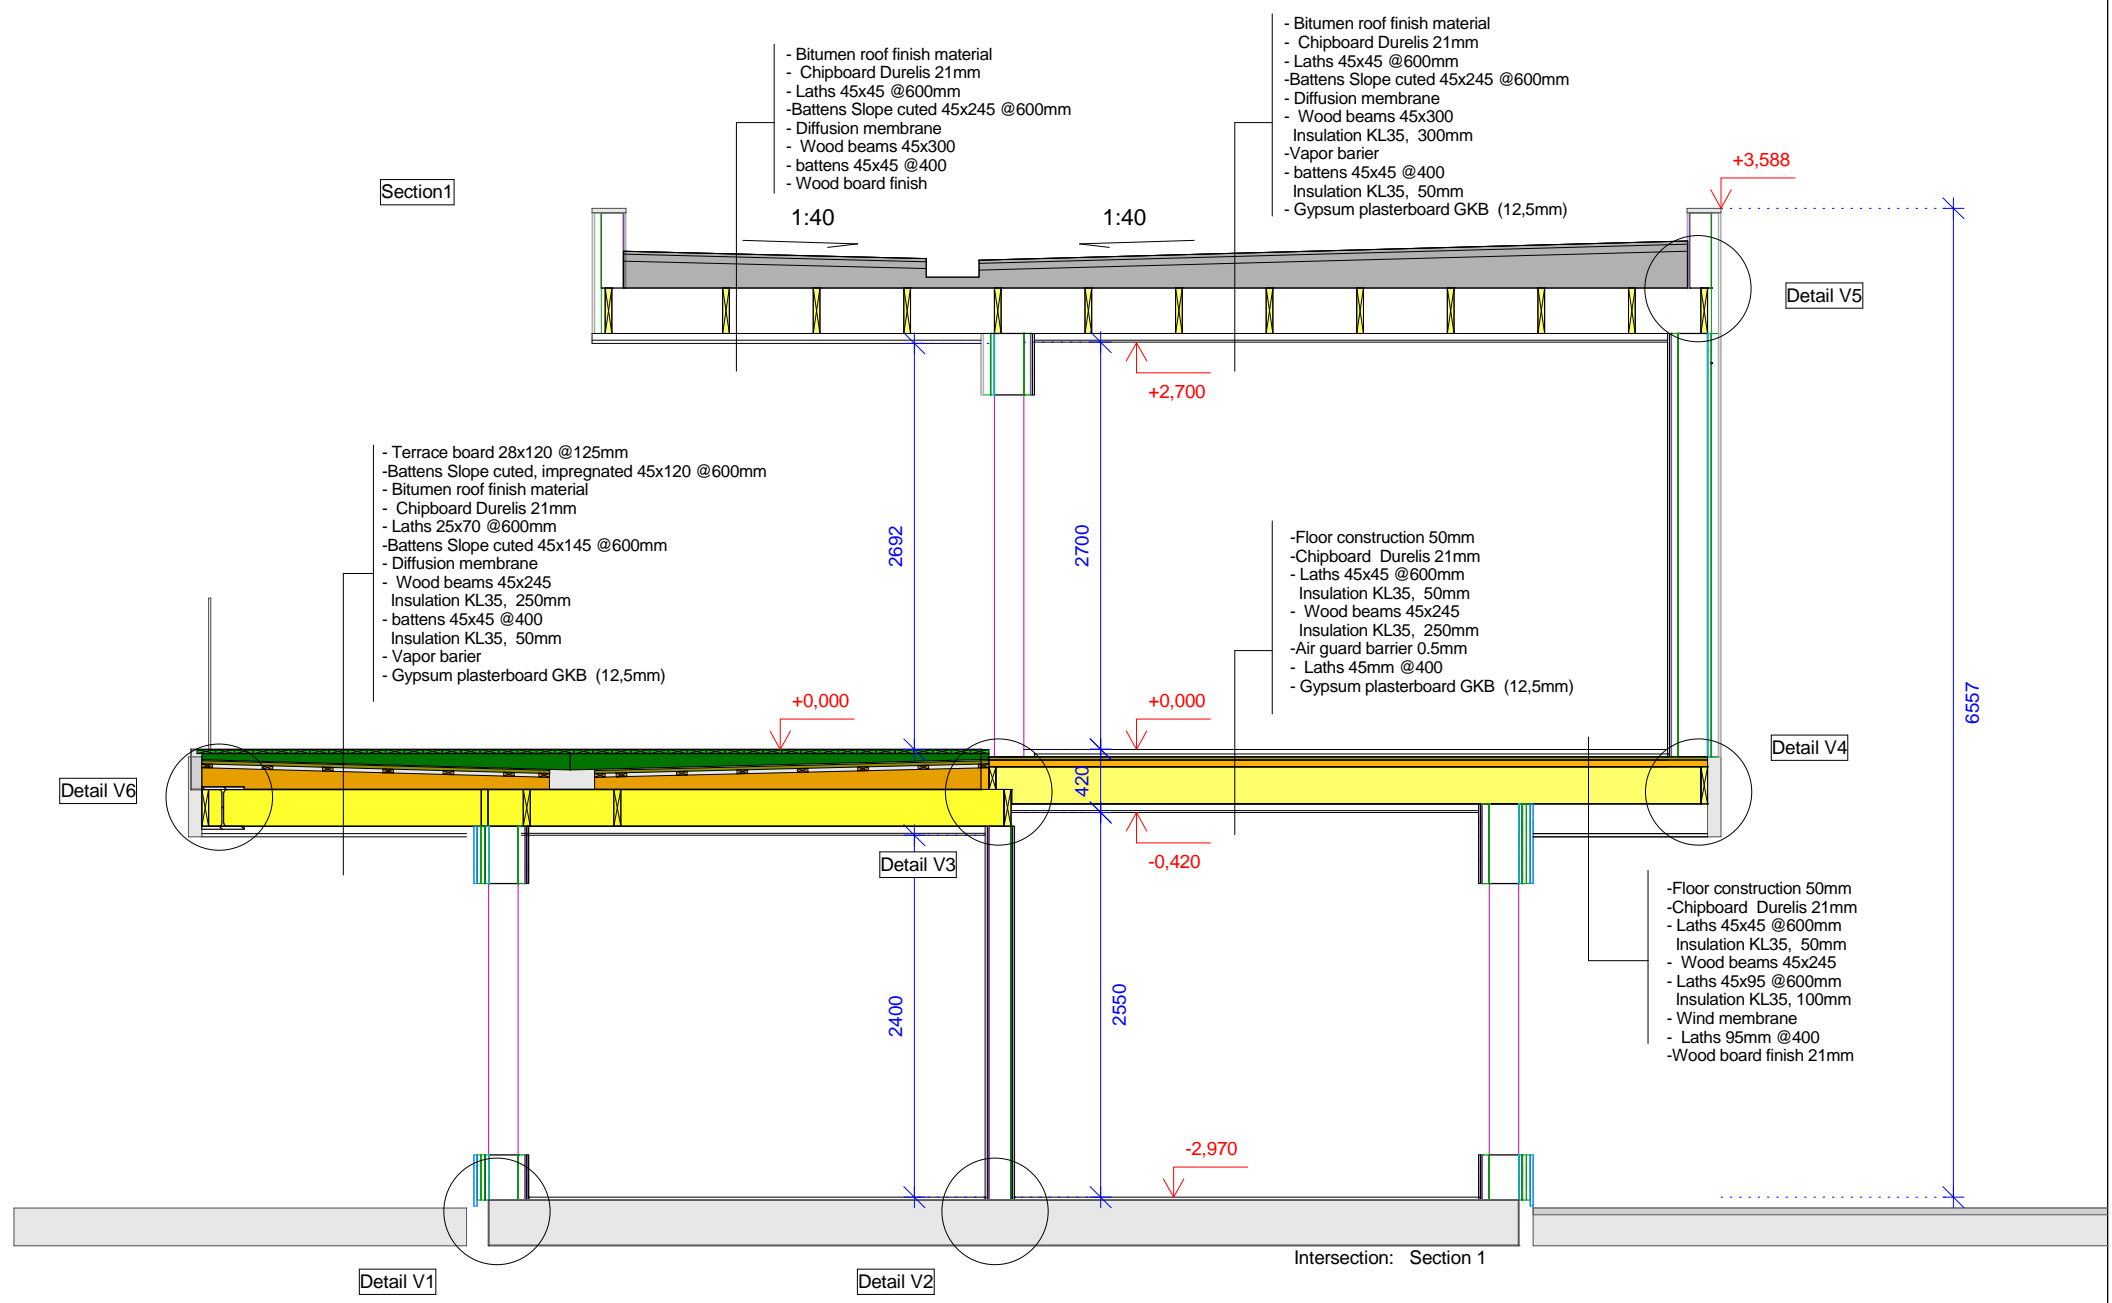 - Bitumen roof finish material
-  Chipboard Durelis 21mm
- Laths 45x45 @600mm
-Battens Slope cuted 45x245 @600mm
- Diffusion membrane
-  Wood beams 45x300
- battens 45x45 @400
- Wood board finish
- Bitumen roof finish material
-  Chipboard Durelis 21mm
- Laths 45x45 @600mm
-Battens Slope cuted 45x245 @600mm
- Diffusion membrane
-  Wood beams 45x300
Insulation KL35,  300mm
-Vapor barier
- battens 45x45 @400
Insulation KL35,  50mm
- Gypsum plasterboard GKB  (12,5mm)
+3,588
Section1
1:40
1:40
Detail V5
+2,700
- Terrace board 28x120 @125mm
-Battens Slope cuted, impregnated 45x120 @600mm
- Bitumen roof finish material
-  Chipboard Durelis 21mm
- Laths 25x70 @600mm
-Battens Slope cuted 45x145 @600mm
- Diffusion membrane
-  Wood beams 45x245
Insulation KL35,  250mm
- battens 45x45 @400
Insulation KL35,  50mm
- Vapor barier
- Gypsum plasterboard GKB  (12,5mm)
2692
2700
-Floor construction 50mm
-Chipboard  Durelis 21mm
- Laths 45x45 @600mm
Insulation KL35,  50mm
-  Wood beams 45x245
Insulation KL35,  250mm
-Air guard barrier 0.5mm
-  Laths 45mm @400
- Gypsum plasterboard GKB  (12,5mm)
6557
+0,000
+0,000
Detail V4
Detail V6
420
Detail V3
-0,420
-Floor construction 50mm
-Chipboard  Durelis 21mm
- Laths 45x45 @600mm
Insulation KL35,  50mm
-  Wood beams 45x245
- Laths 45x95 @600mm
Insulation KL35, 100mm
- Wind membrane
-  Laths 95mm @400
-Wood board finish 21mm
2400
2550
-2,970
Intersection:   Section 1
Detail V1
Detail V2